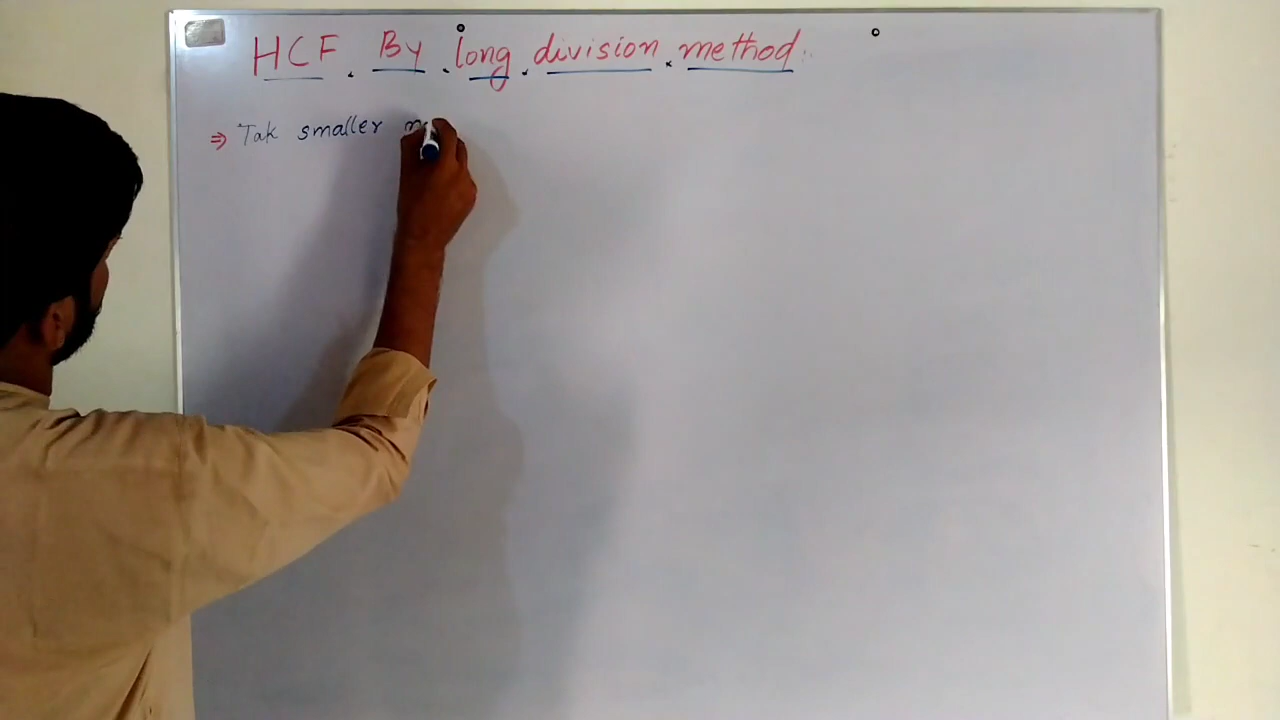 HCF By long division method.
⇒ Tak smaller